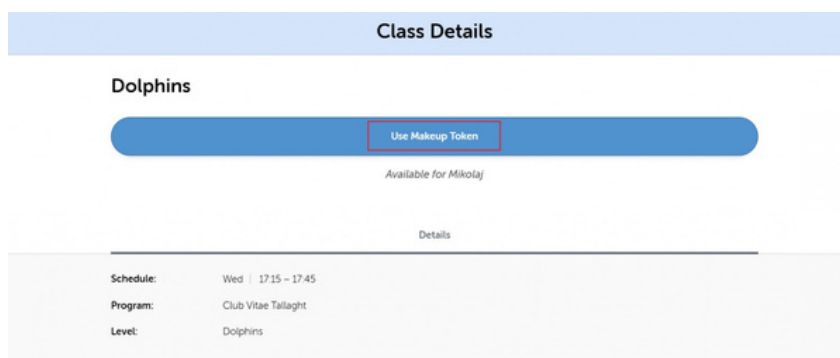 Class Details
Dolphins
Use Makeup Token
Available for Mikolaj
Details
Schedule: Wed | 17:15 – 17:45
Program: Club Vitae Tallaght
Level: Dolphins